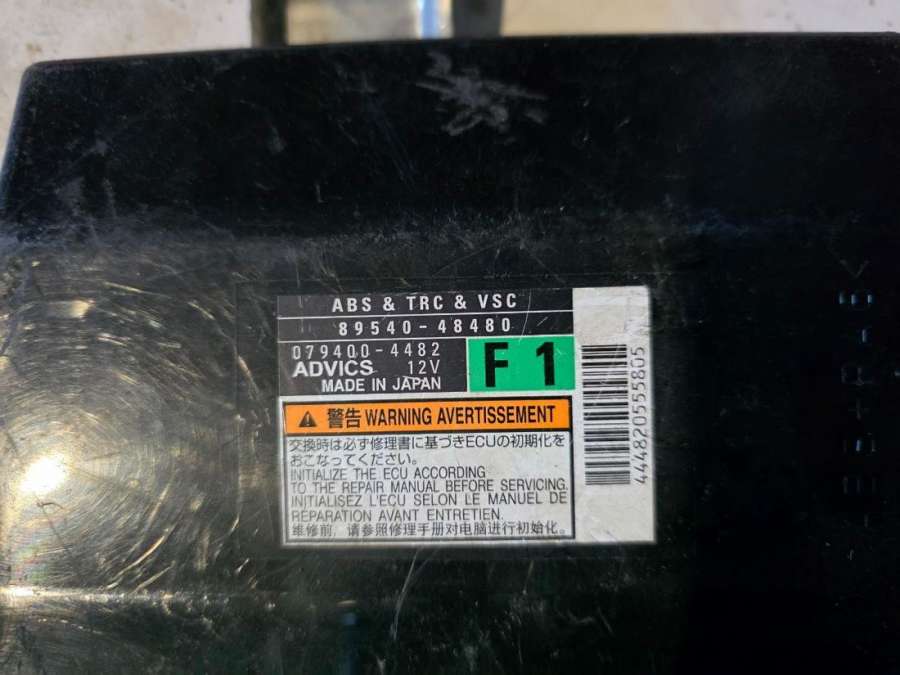 ABS & TRC & VSC
89540-48480
079400-4482
ADVICS 12V
MADE IN JAPAN
F1
警告 WARNING AVERTISSEMENT
交換時は必ず修理書に基づきECUの初期化を
おこなってください。
INITIALIZE THE ECU ACCORDING
TO THE REPAIR MANUAL BEFORE SERVICING.
INITIALISEZ L'ECU SELON LE MANUEL DE
REPARATION AVANT ENTRETIEN.
维修前，请参照修理手册对电脑进行初始化。
444820555805